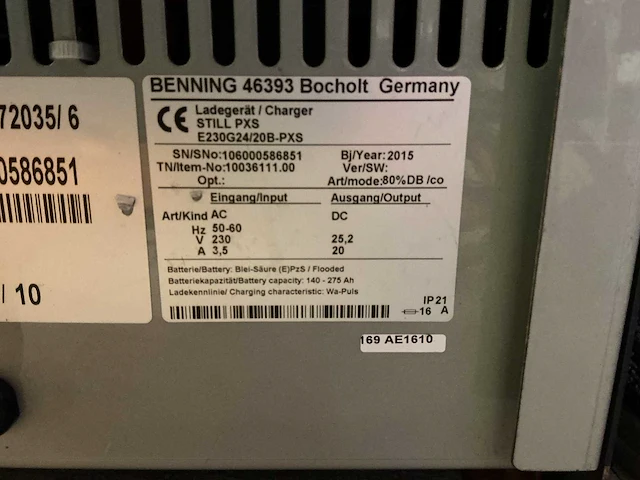 72035/ 6
0586851
/ 10
BENNING 46393 Bocholt Germany
CE Ladegerät / Charger
STILL PXS
E230G24/20B-PXS
SN/SNo:106000586851 Bj/Year: 2015
TN/Item-No:10036111.00 Ver/SW:
Opt.: Art/mode:80%DB /co
Eingang/Input Ausgang/Output
Art/Kind AC DC
Hz 50-60
V 230 25,2
A 3,5 20
Batterie/Battery: Blei-Säure (E)PzS / Flooded
Batteriekapazität/Battery capacity: 140 - 275 Ah
Ladekennlinie/ Charging characteristic: Wa-Puls
IP21
16 A
169 AE1610